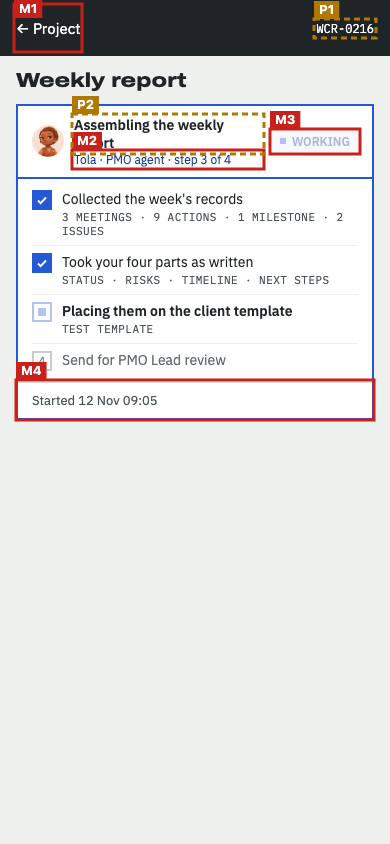 M1
P1
← Project
WCR-0216
Weekly report
P2
Assembling the weekly
M2
M3
WORKING
Tola · PMO agent · step 3 of 4
Collected the week's records
3 MEETINGS · 9 ACTIONS · 1 MILESTONE · 2
ISSUES
Took your four parts as written
STATUS · RISKS · TIMELINE · NEXT STEPS
Placing them on the client template
TEST TEMPLATE
4 Send for PMO Lead review
M4
Started 12 Nov 09:05